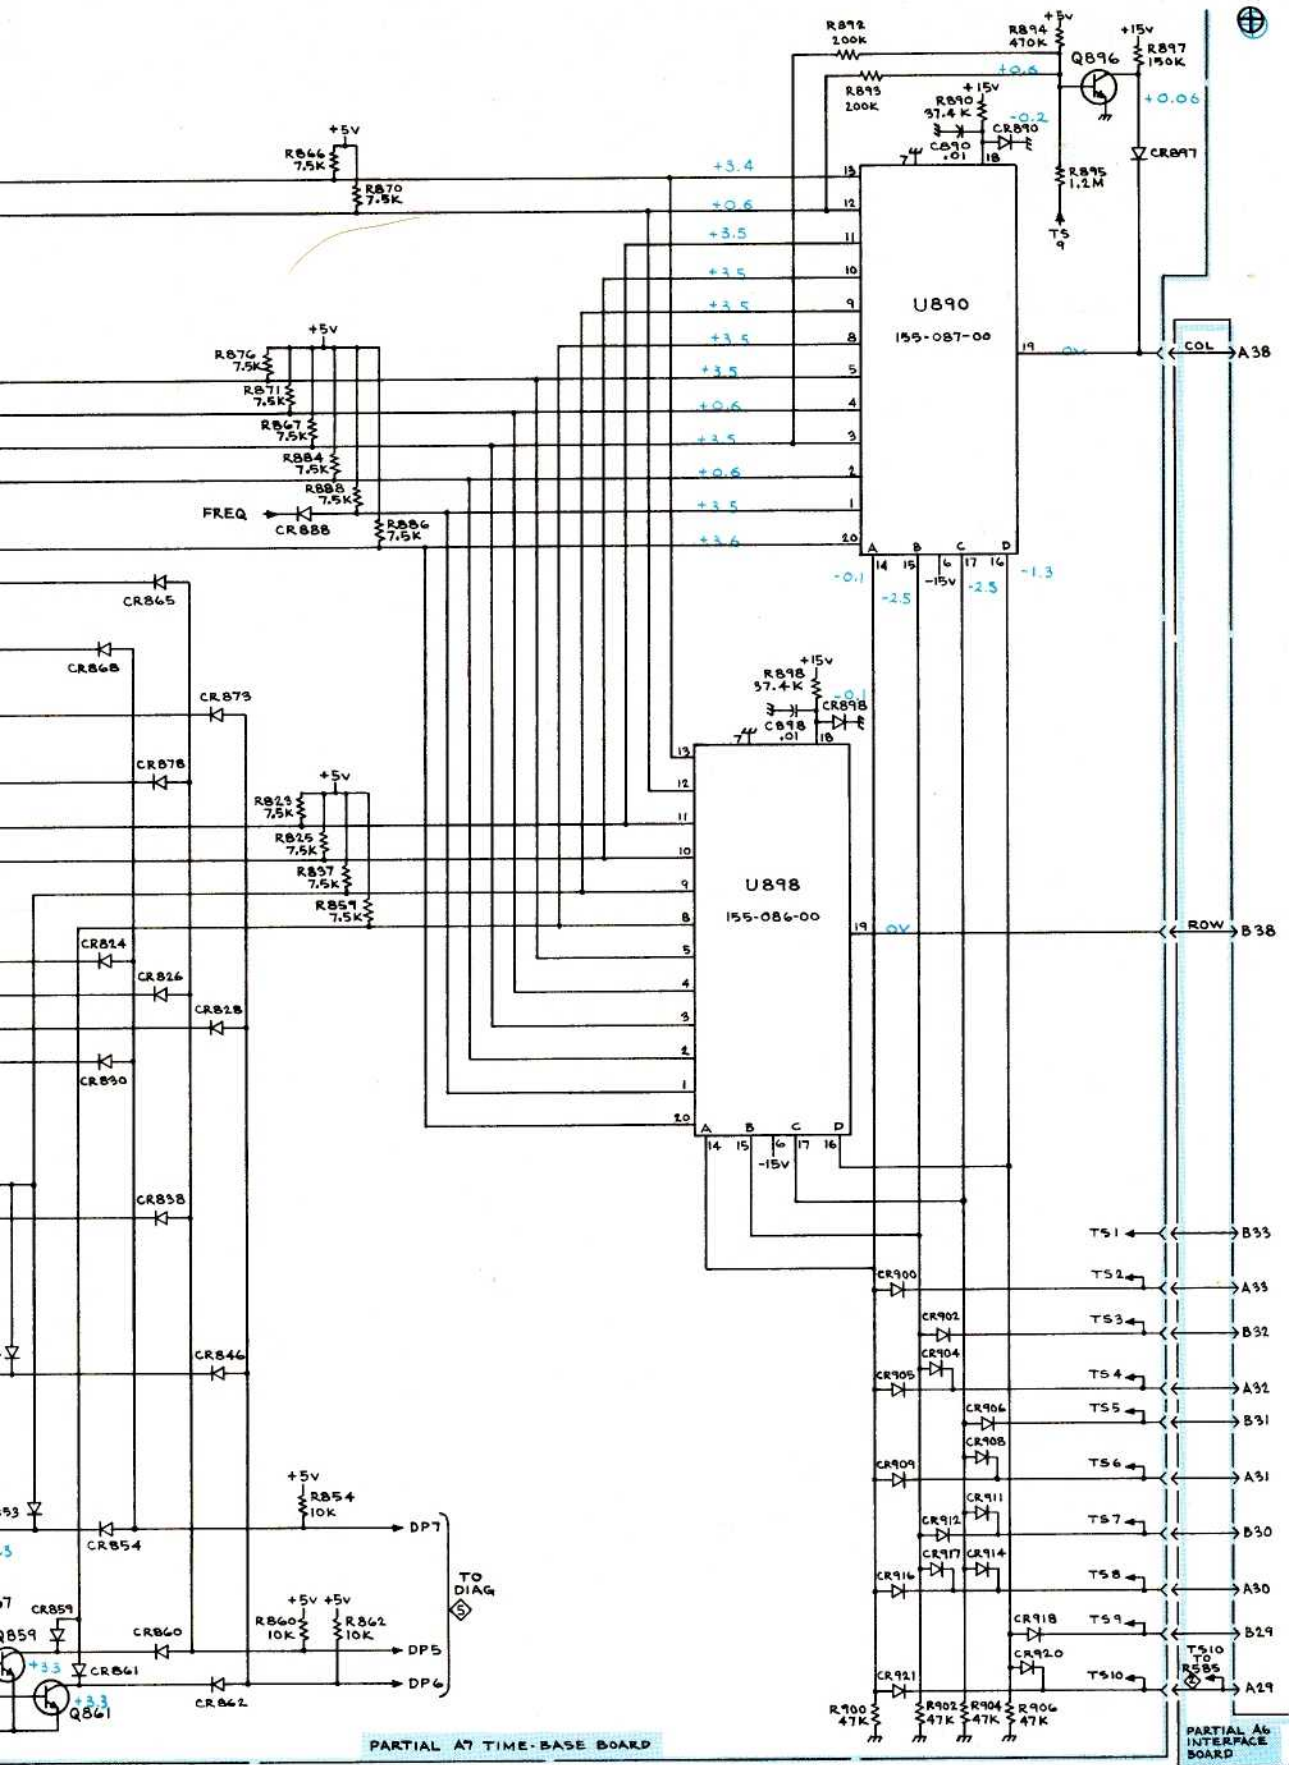 R892
200K
+5V
R894
470K
+15V
R897
150K
Q896
+0.6
R893
200K
+15V
R890
37.4K
-0.2
CR890
C890
.01
+0.06
CR897
+5V
R866
7.5K
R870
7.5K
7
18
R895
1.2M
TS
9
+3.4
13
+0.6
12
+3.5
11
+3.5
10
+3.5
9
+3.5
8
+3.5
5
+0.6
4
+3.5
3
+0.6
2
+3.5
1
+3.6
20
U890
155-087-00
19
0V
COL
A38
+5V
R876
7.5K
R871
7.5K
R867
7.5K
R884
7.5K
R888
7.5K
FREQ
CR888
R886
7.5K
A
B
C
D
14
15
6
17
16
-0.1
-2.5
-15V
-2.5
-1.3
CR865
CR868
CR873
CR878
+15V
R898
37.4K
-0.1
CR898
C898
.01
7
18
13
12
11
10
9
8
5
4
3
2
1
20
U898
155-086-00
19
0V
ROW
B38
+5V
R823
7.5K
R825
7.5K
R837
7.5K
R859
7.5K
CR824
CR826
CR828
CR830
A
B
C
D
14
15
6
17
16
-15V
CR838
TS1
B33
CR900
TS2
A33
CR902
TS3
B32
CR904
CR905
TS4
A32
CR846
CR906
TS5
B31
CR908
CR909
TS6
A31
CR911
CR912
TS7
B30
CR917
CR914
CR916
TS8
A30
CR918
TS9
B29
CR920
CR921
TS10
TS10
TO
R585
2
A29
+5V
R854
10K
DP7
53
CR854
3
TO
DIAG
5
+5V
+5V
R860
10K
R862
10K
DP5
DP6
57
CR859
Q859
CR860
+3.3
CR861
+3.3
Q861
CR862
R900
47K
R902
47K
R904
47K
R906
47K
PARTIAL A7 TIME-BASE BOARD
PARTIAL A6
INTERFACE
BOARD